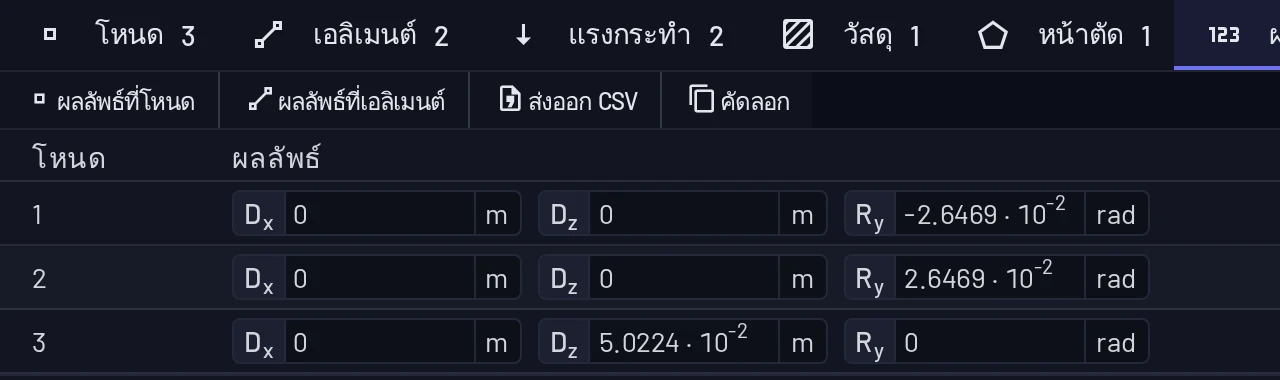 โหนด 3 เอลิเมนต์ 2 แรงกระทำ 2 วัสดุ 1 หน้าตัด 1 123
ผลลัพธ์ที่โหนด ผลลัพธ์ที่เอลิเมนต์ ส่งออก CSV คัดลอก
โหนด ผลลัพธ์
1 Dx 0 m Dz 0 m Ry -2.6469 · 10^-2 rad
2 Dx 0 m Dz 0 m Ry 2.6469 · 10^-2 rad
3 Dx 0 m Dz 5.0224 · 10^-2 m Ry 0 rad